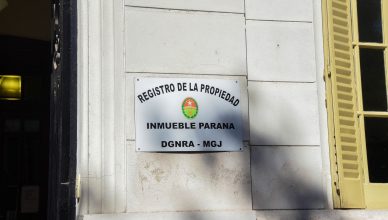 REGISTRO DE LA PROPIEDAD
INMUEBLE PARANA
DGNRA - MGJ